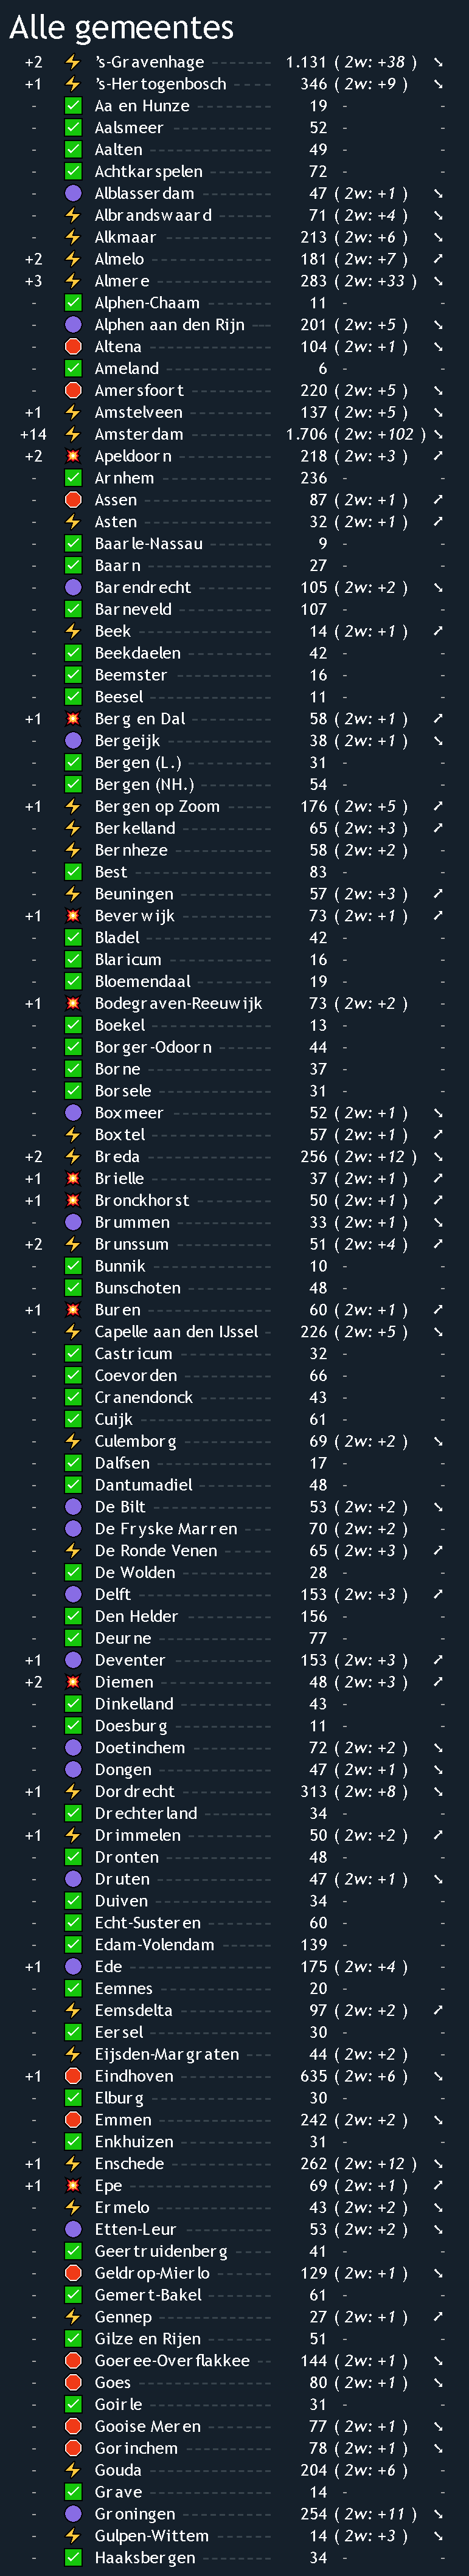 Alle gemeentes
+2 ⚡ 's-Gravenhage 1.131 ( 2w: +38 ) ➘
+1 ⚡ 's-Hertogenbosch 346 ( 2w: +9 ) ➘
- ✅ Aa en Hunze 19 - -
- ✅ Aalsmeer 52 - -
- ✅ Aalten 49 - -
- ✅ Achtkarspelen 72 - -
- 🟣 Alblasserdam 47 ( 2w: +1 ) ➘
- ⚡ Albrandswaard 71 ( 2w: +4 ) ➘
- ⚡ Alkmaar 213 ( 2w: +6 ) ➘
+2 ⚡ Almelo 181 ( 2w: +7 ) ➚
+3 ⚡ Almere 283 ( 2w: +33 ) ➘
- ✅ Alphen-Chaam 11 - -
- 🟣 Alphen aan den Rijn 201 ( 2w: +5 ) ➘
- 🛑 Altena 104 ( 2w: +1 ) ➘
- ✅ Ameland 6 - -
- 🛑 Amersfoort 220 ( 2w: +5 ) ➘
+1 ⚡ Amstelveen 137 ( 2w: +5 ) ➘
+14 ⚡ Amsterdam 1.706 ( 2w: +102 ) ➘
+2 💥 Apeldoorn 218 ( 2w: +3 ) ➚
- ✅ Arnhem 236 - -
- 🛑 Assen 87 ( 2w: +1 ) ➚
- ⚡ Asten 32 ( 2w: +1 ) ➚
- ✅ Baarle-Nassau 9 - -
- ✅ Baarn 27 - -
- 🟣 Barendrecht 105 ( 2w: +2 ) ➘
- ✅ Barneveld 107 - -
- ⚡ Beek 14 ( 2w: +1 ) ➚
- ✅ Beekdaelen 42 - -
- ✅ Beemster 16 - -
- ✅ Beesel 11 - -
+1 💥 Berg en Dal 58 ( 2w: +1 ) ➚
- 🟣 Bergeijk 38 ( 2w: +1 ) ➘
- ✅ Bergen (L.) 31 - -
- ✅ Bergen (NH.) 54 - -
+1 ⚡ Bergen op Zoom 176 ( 2w: +5 ) ➚
- ⚡ Berkelland 65 ( 2w: +3 ) ➚
- ⚡ Bernheze 58 ( 2w: +2 ) -
- ✅ Best 83 - -
- ⚡ Beuningen 57 ( 2w: +3 ) ➚
+1 💥 Beverwijk 73 ( 2w: +1 ) ➚
- ✅ Bladel 42 - -
- ✅ Blaricum 16 - -
- ✅ Bloemendaal 19 - -
+1 💥 Bodegraven-Reeuwijk 73 ( 2w: +2 ) -
- ✅ Boekel 13 - -
- ✅ Borger-Odoorn 44 - -
- ✅ Borne 37 - -
- ✅ Borsele 31 - -
- 🟣 Boxmeer 52 ( 2w: +1 ) ➘
- ⚡ Boxtel 57 ( 2w: +1 ) ➚
+2 ⚡ Breda 256 ( 2w: +12 ) ➘
+1 💥 Brielle 37 ( 2w: +1 ) ➚
+1 💥 Bronckhorst 50 ( 2w: +1 ) ➚
- 🟣 Brummen 33 ( 2w: +1 ) ➘
+2 ⚡ Brunssum 51 ( 2w: +4 ) ➚
- ✅ Bunnik 10 - -
- ✅ Bunschoten 48 - -
+1 💥 Buren 60 ( 2w: +1 ) ➚
- ⚡ Capelle aan den IJssel 226 ( 2w: +5 ) ➘
- ✅ Castricum 32 - -
- ✅ Coevorden 66 - -
- ✅ Cranendonck 43 - -
- ✅ Cuijk 61 - -
- ⚡ Culemborg 69 ( 2w: +2 ) ➘
- ✅ Dalfsen 17 - -
- ✅ Dantumadiel 48 - -
- 🟣 De Bilt 53 ( 2w: +2 ) ➘
- 🟣 De Fryske Marren 70 ( 2w: +2 ) -
- ⚡ De Ronde Venen 65 ( 2w: +3 ) ➚
- ✅ De Wolden 28 - -
- 🟣 Delft 153 ( 2w: +3 ) ➚
- ✅ Den Helder 156 - -
- ✅ Deurne 77 - -
+1 🟣 Deventer 153 ( 2w: +3 ) ➚
+2 💥 Diemen 48 ( 2w: +3 ) ➚
- ✅ Dinkelland 43 - -
- ✅ Doesburg 11 - -
- 🟣 Doetinchem 72 ( 2w: +2 ) ➘
- 🟣 Dongen 47 ( 2w: +1 ) ➘
+1 ⚡ Dordrecht 313 ( 2w: +8 ) ➘
- ✅ Drechterland 34 - -
+1 ⚡ Drimmelen 50 ( 2w: +2 ) ➚
- ✅ Dronten 48 - -
- 🟣 Druten 47 ( 2w: +1 ) ➘
- ✅ Duiven 34 - -
- ✅ Echt-Susteren 60 - -
- ✅ Edam-Volendam 139 - -
+1 🟣 Ede 175 ( 2w: +4 ) -
- ✅ Eemnes 20 - -
- ⚡ Eemsdelta 97 ( 2w: +2 ) ➚
- ✅ Eersel 30 - -
- ⚡ Eijsden-Margraten 44 ( 2w: +2 ) -
+1 🛑 Eindhoven 635 ( 2w: +6 ) ➘
- ✅ Elburg 30 - -
- 🛑 Emmen 242 ( 2w: +2 ) ➘
- ✅ Enkhuizen 31 - -
+1 ⚡ Enschede 262 ( 2w: +12 ) ➘
+1 💥 Epe 69 ( 2w: +1 ) ➚
- ⚡ Ermelo 43 ( 2w: +2 ) ➘
- 🟣 Etten-Leur 53 ( 2w: +2 ) ➘
- ✅ Geertruidenberg 41 - -
- 🛑 Geldrop-Mierlo 129 ( 2w: +1 ) ➘
- ✅ Gemert-Bakel 61 - -
- ⚡ Gennep 27 ( 2w: +1 ) ➚
- ✅ Gilze en Rijen 51 - -
- 🛑 Goeree-Overflakkee 144 ( 2w: +1 ) ➘
- 🛑 Goes 80 ( 2w: +1 ) ➘
- ✅ Goirle 31 - -
- 🛑 Gooise Meren 77 ( 2w: +1 ) ➘
- 🛑 Gorinchem 78 ( 2w: +1 ) ➘
- ⚡ Gouda 204 ( 2w: +6 ) -
- ✅ Grave 14 - -
- 🟣 Groningen 254 ( 2w: +11 ) ➘
- ⚡ Gulpen-Wittem 14 ( 2w: +3 ) ➘
- ✅ Haaksbergen 34 - -